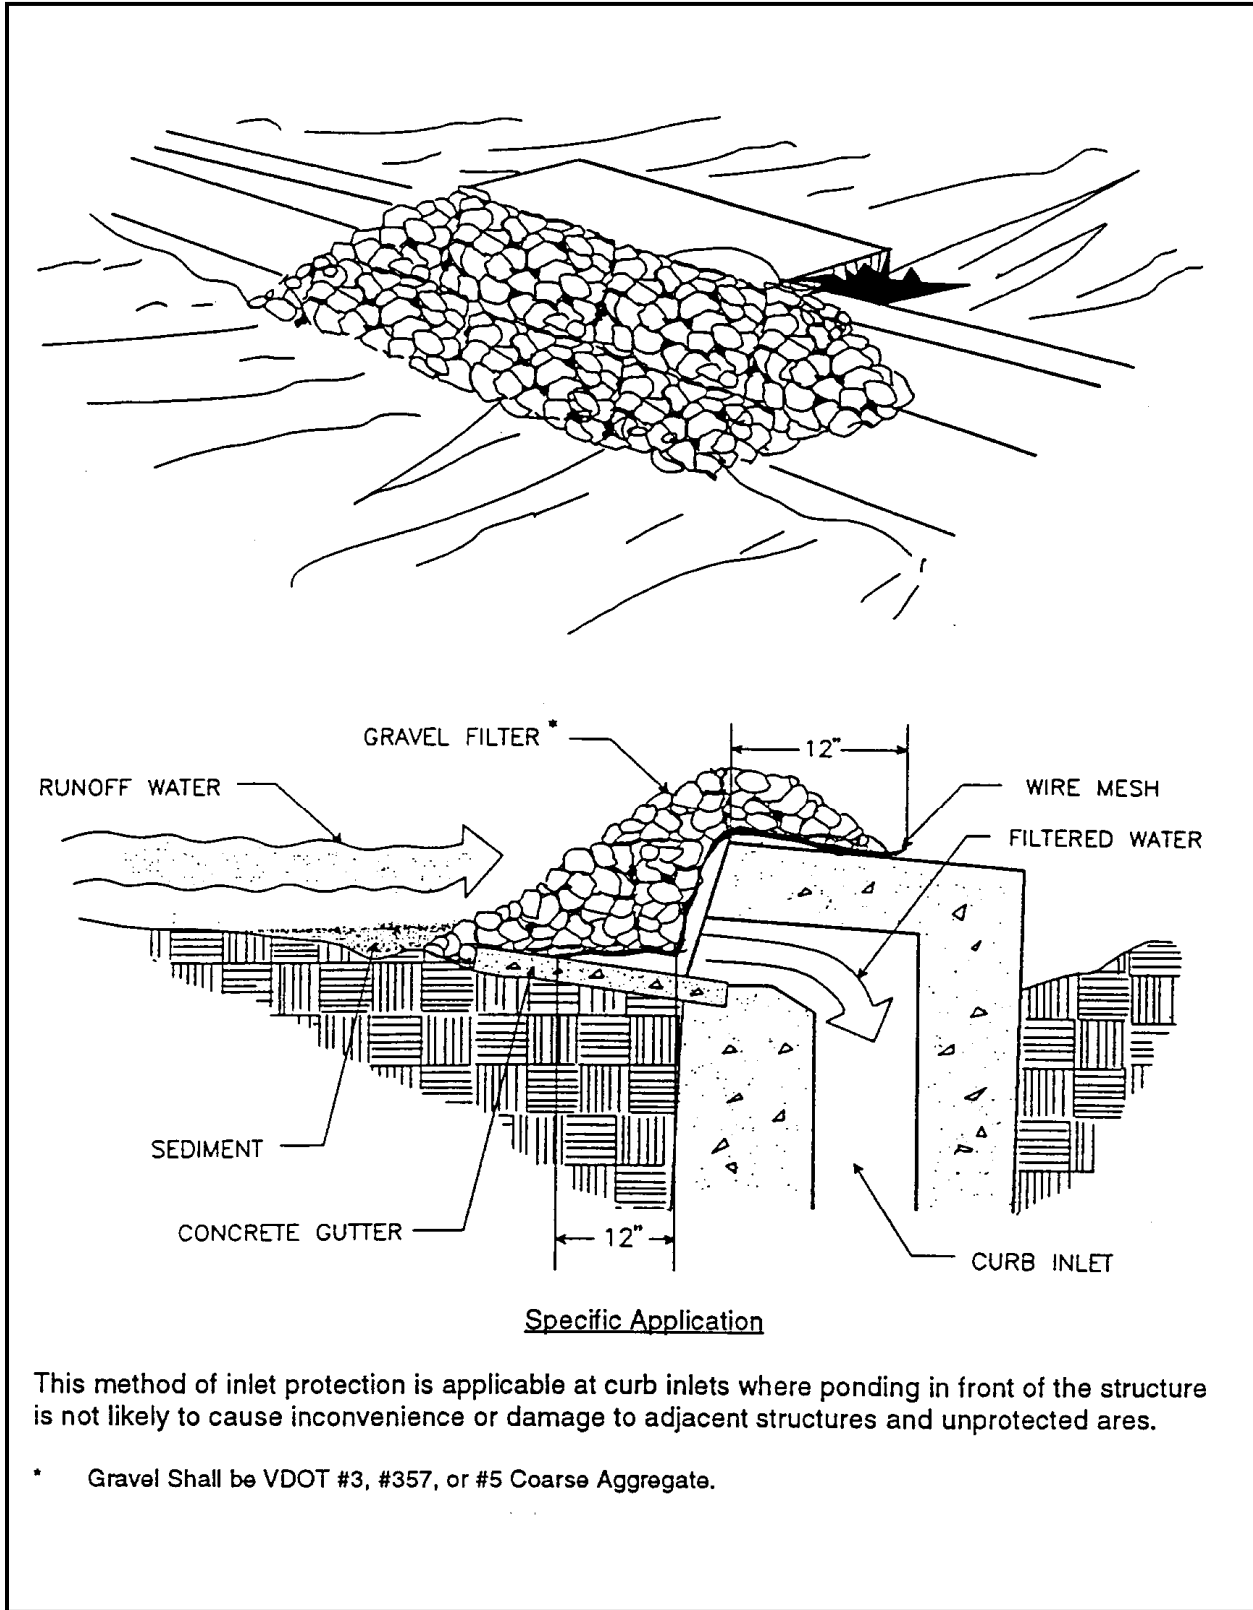 GRAVEL FILTER *
12"
RUNOFF WATER
WIRE MESH
FILTERED WATER
SEDIMENT
CONCRETE GUTTER
12"
CURB INLET
Specific Application
This method of inlet protection is applicable at curb inlets where ponding in front of the structure
is not likely to cause inconvenience or damage to adjacent structures and unprotected ares.
* Gravel Shall be VDOT #3, #357, or #5 Coarse Aggregate.